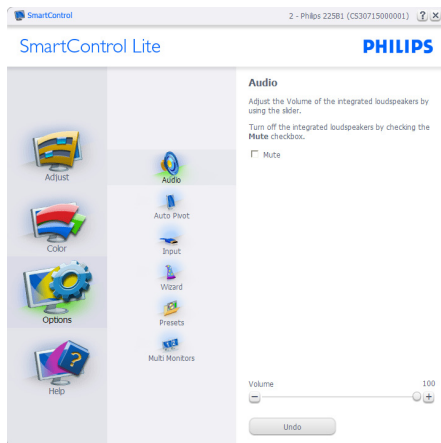 SmartControl
2 - Philips 225B1 (CS30715000001) ? X
SmartControl Lite
PHILIPS
Adjust
Color
Options
Help
Audio
Auto Pivot
Input
Wizard
Presets
Multi Monitors
Audio
Adjust the Volume of the integrated loudspeakers by
using the slider.
Turn off the integrated loudspeakers by checking the
Mute checkbox.
Mute
Volume 100
Undo